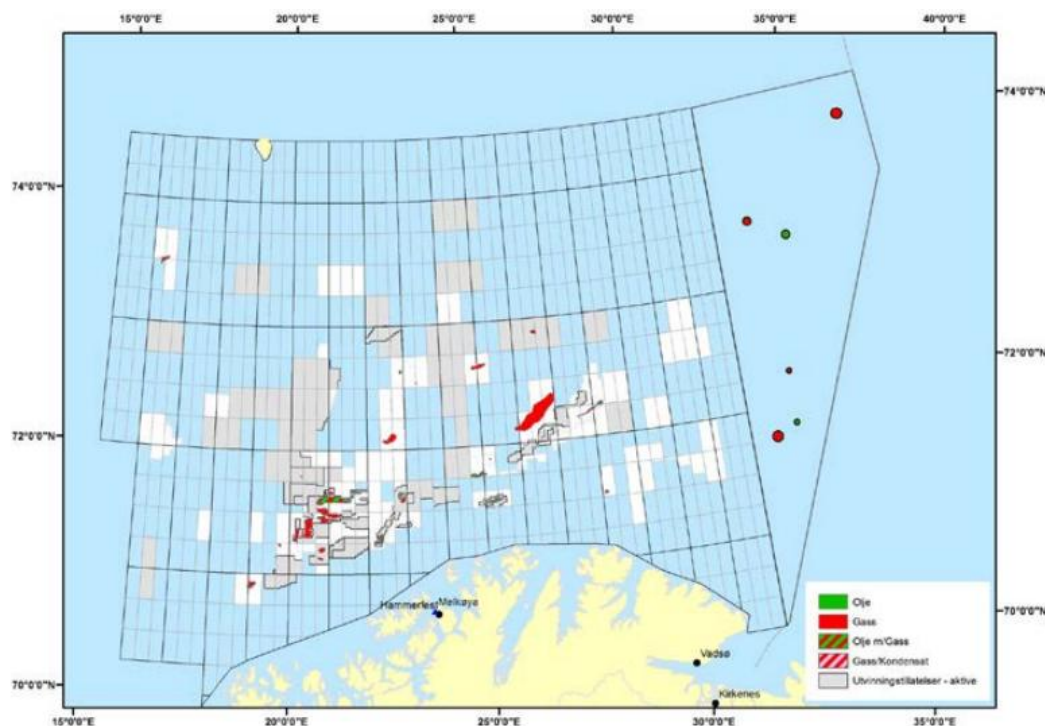 15°0'0"E 20°0'0"E 25°0'0"E 30°0'0"E 35°0'0"E 40°0'0"E
74°0'0"N
74°0'0"N
72°0'0"N
72°0'0"N
70°0'0"N
70°0'0"N
Hammerfest Melkøya
Vadsø
Kirkenes
Olje
Gass
Olje m/Gass
Gass/Kondensat
Utvinningstillatelser - aktive
15°0'0"E 20°0'0"E 25°0'0"E 30°0'0"E 35°0'0"E